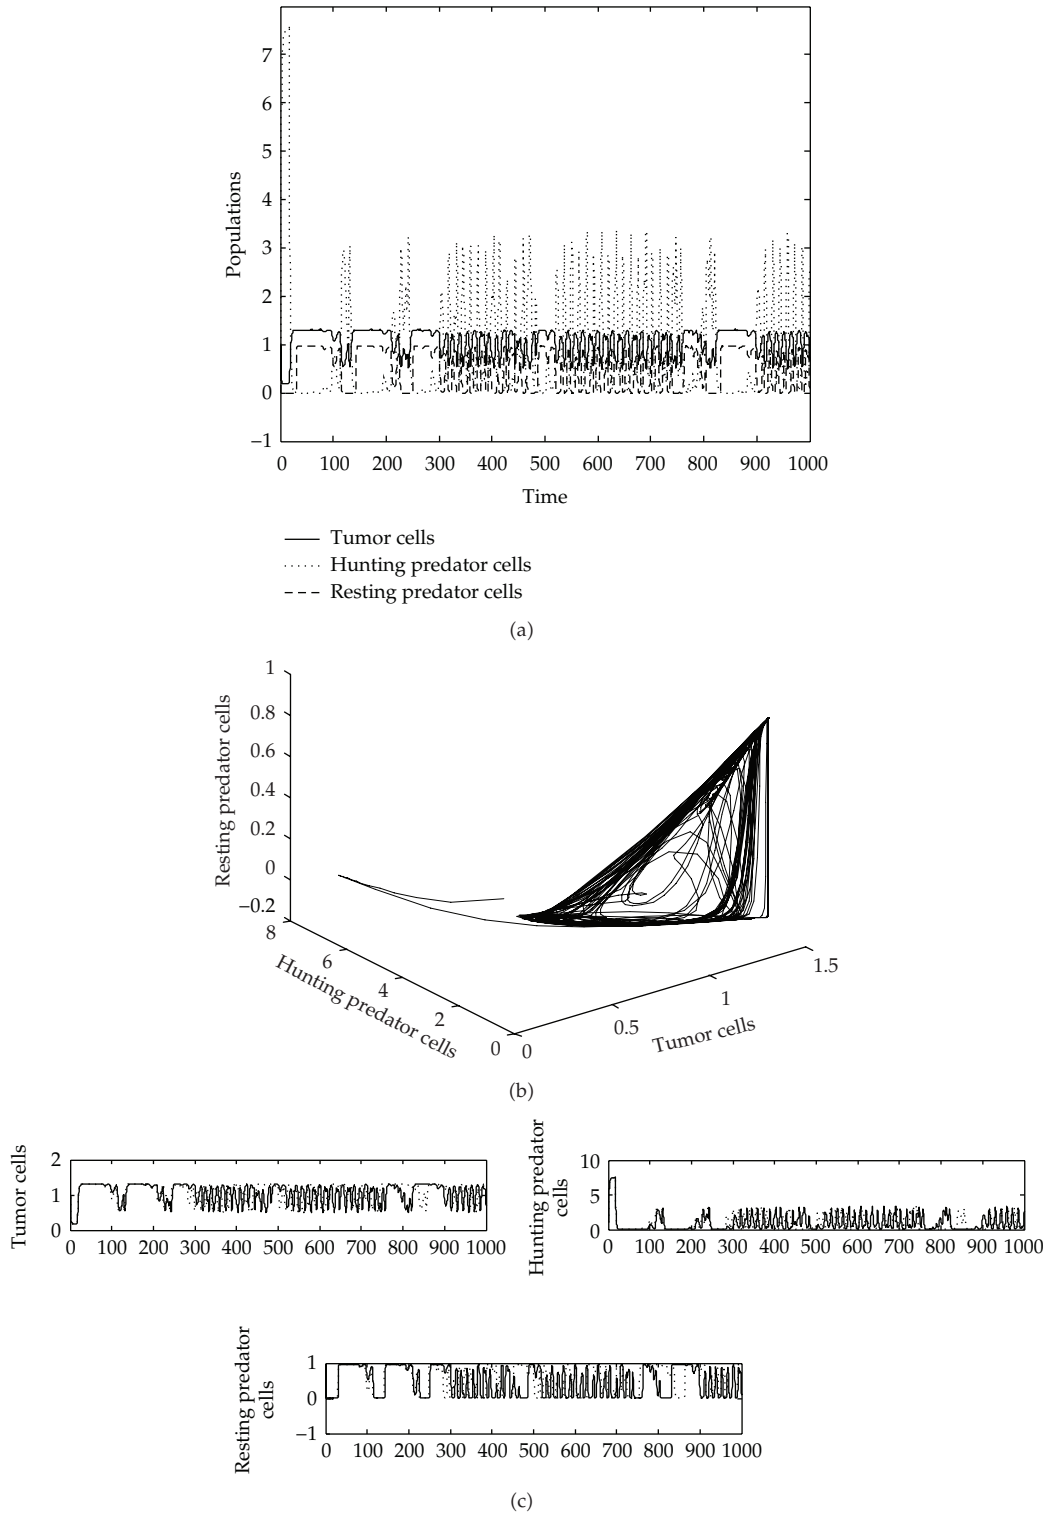 7
6
5
4
3
2
1
0
−1
Populations
0 100 200 300 400 500 600 700 800 900 1000
Time
Tumor cells
Hunting predator cells
Resting predator cells
(a)
1
0.8
0.6
0.4
0.2
0
−0.2
Resting predator cells
8
6
4
2
0
Hunting predator cells
0
0.5
1
1.5
Tumor cells
(b)
2
1
0
Tumor cells
0 100 200 300 400 500 600 700 800 900 1000
10
5
0
Hunting predator
cells
0 100 200 300 400 500 600 700 800 900 1000
1
0
−1
Resting predator
cells
0 100 200 300 400 500 600 700 800 900 1000
(c)